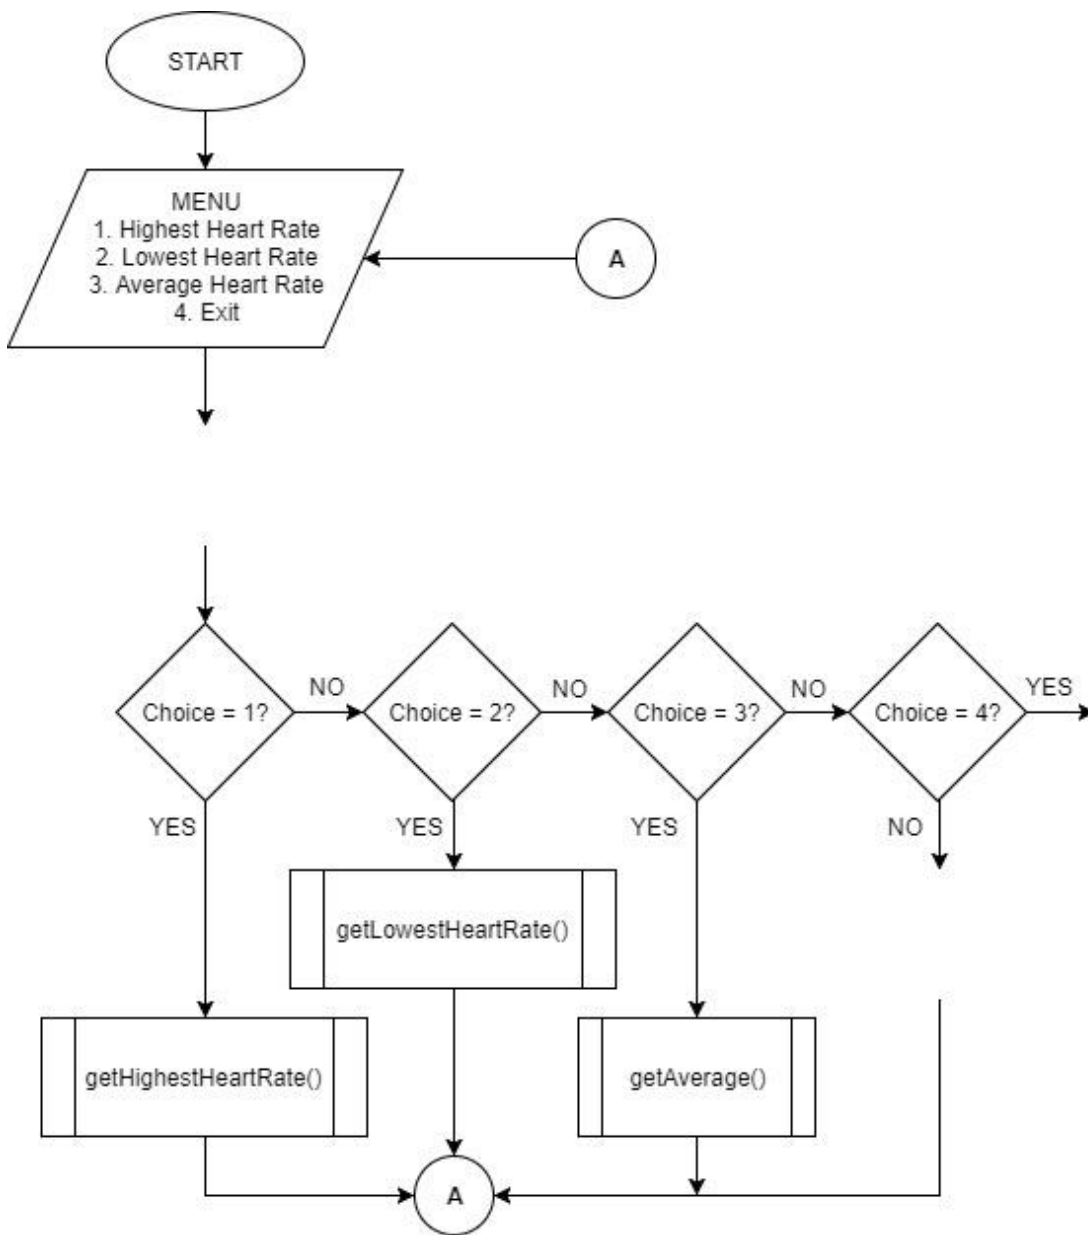 START
MENU
1. Highest Heart Rate
2. Lowest Heart Rate
3. Average Heart Rate
4. Exit
A
Choice = 1?
NO
Choice = 2?
NO
Choice = 3?
NO
Choice = 4?
YES
YES
YES
YES
NO
getLowestHeartRate()
getHighestHeartRate()
getAverage()
A